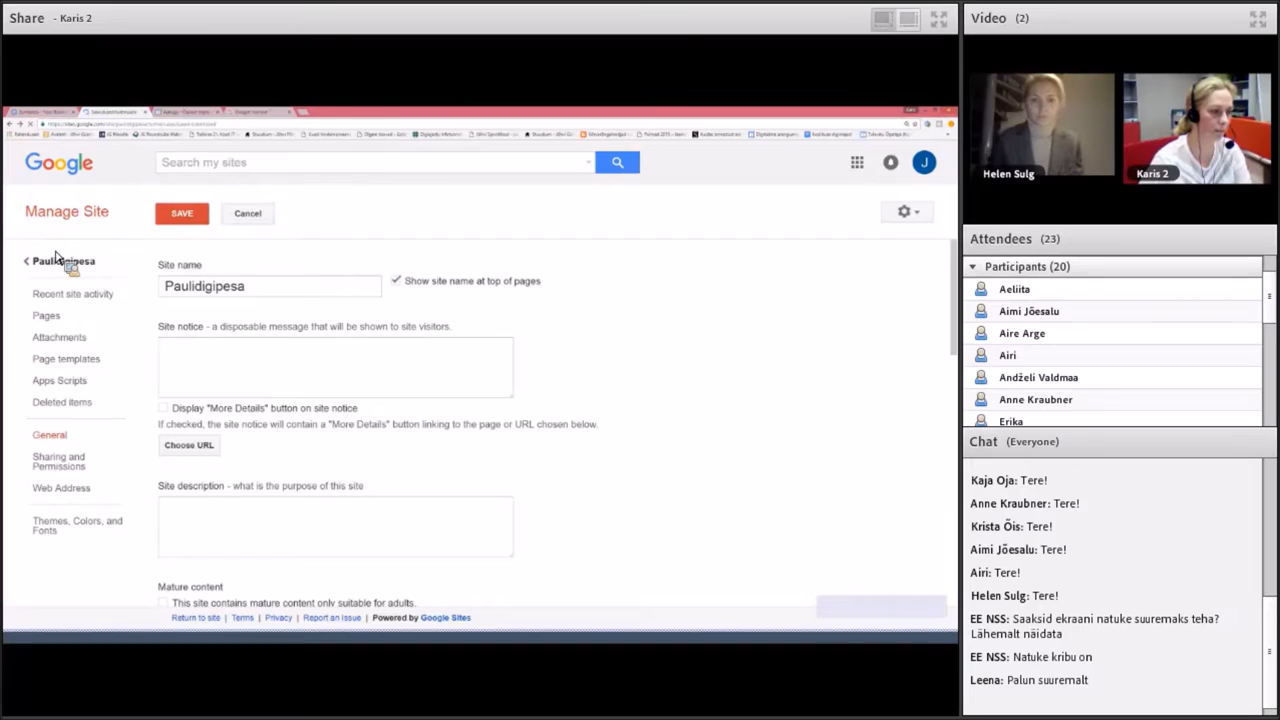 Share - Karis 2
Google
Search my sites
J
Manage Site
SAVE
Cancel
Paulidigipesa
Recent site activity
Pages
Attachments
Page templates
Apps Scripts
Deleted items
General
Sharing and
Permissions
Web Address
Themes, Colors, and
Fonts
Site name
Paulidigipesa
Show site name at top of pages
Site notice - a disposable message that will be shown to site visitors.
Display "More Details" button on site notice
If checked, the site notice will contain a "More Details" button linking to the page or URL chosen below.
Choose URL
Site description - what is the purpose of this site
Mature content
This site contains mature content only suitable for adults.
Return to site | Terms | Privacy | Report an Issue | Powered by Google Sites
Video (2)
Helen Sulg
Karis 2
Attendees (23)
Participants (20)
Aeliita
Aimi Jõesalu
Aire Arge
Airi
Andželi Valdmaa
Anne Kraubner
Erika
Chat (Everyone)
Kaja Oja: Tere!
Anne Kraubner: Tere!
Krista Õis: Tere!
Aimi Jõesalu: Tere!
Airi: Tere!
Helen Sulg: Tere!
EE NSS: Saaksid ekraani natuke suuremaks teha?
Lähemalt näidata
EE NSS: Natuke kribu on
Leena: Palun suuremalt